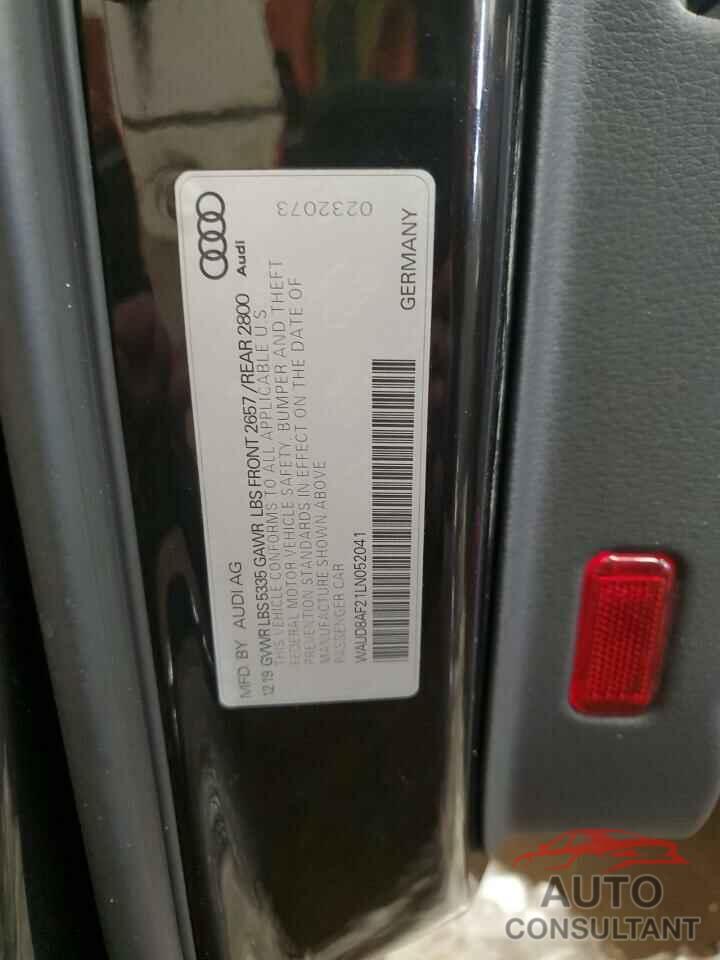 Audi
0232073
MFD. BY AUDI AG
GERMANY
12 19 GVWR LBS 5335 GAWR LBS FRONT 2657/REAR 2800
THIS VEHICLE CONFORMS TO ALL APPLICABLE U S
FEDERAL MOTOR VEHICLE SAFETY, BUMPER AND THEFT
PREVENTION STANDARDS IN EFFECT ON THE DATE OF
MANUFACTURE SHOWN ABOVE
PASSENGER CAR
WAUD8AF21LN052041
AUTO
CONSULTANT